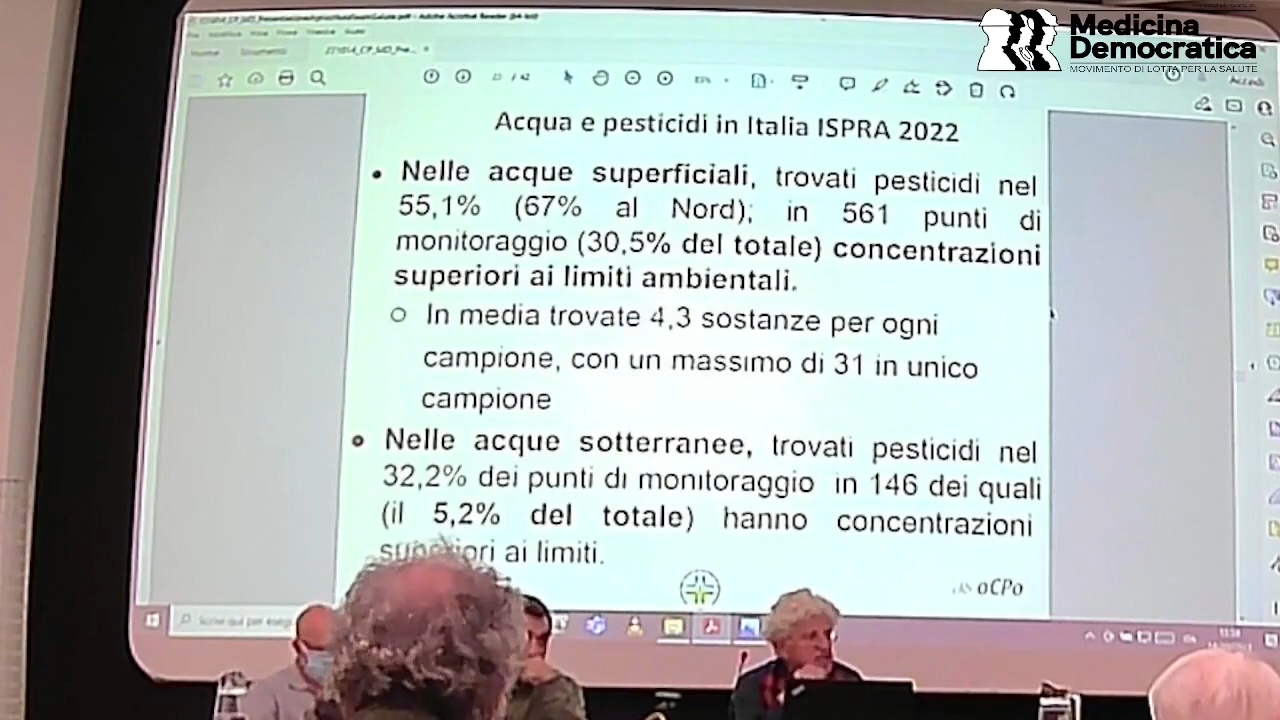 Medicina
Democratica
MOVIMENTO DI LOTTA PER LA SALUTE
Acqua e pesticidi in Italia ISPRA 2022
• Nelle acque superficiali, trovati pesticidi nel
55,1% (67% al Nord); in 561 punti di
monitoraggio (30,5% del totale) concentrazioni
superiori ai limiti ambientali.
○ In media trovate 4,3 sostanze per ogni
campione, con un massimo di 31 in unico
campione
• Nelle acque sotterranee, trovati pesticidi nel
32,2% dei punti di monitoraggio in 146 dei quali
(il 5,2% del totale) hanno concentrazioni
superiori ai limiti.
oCPo